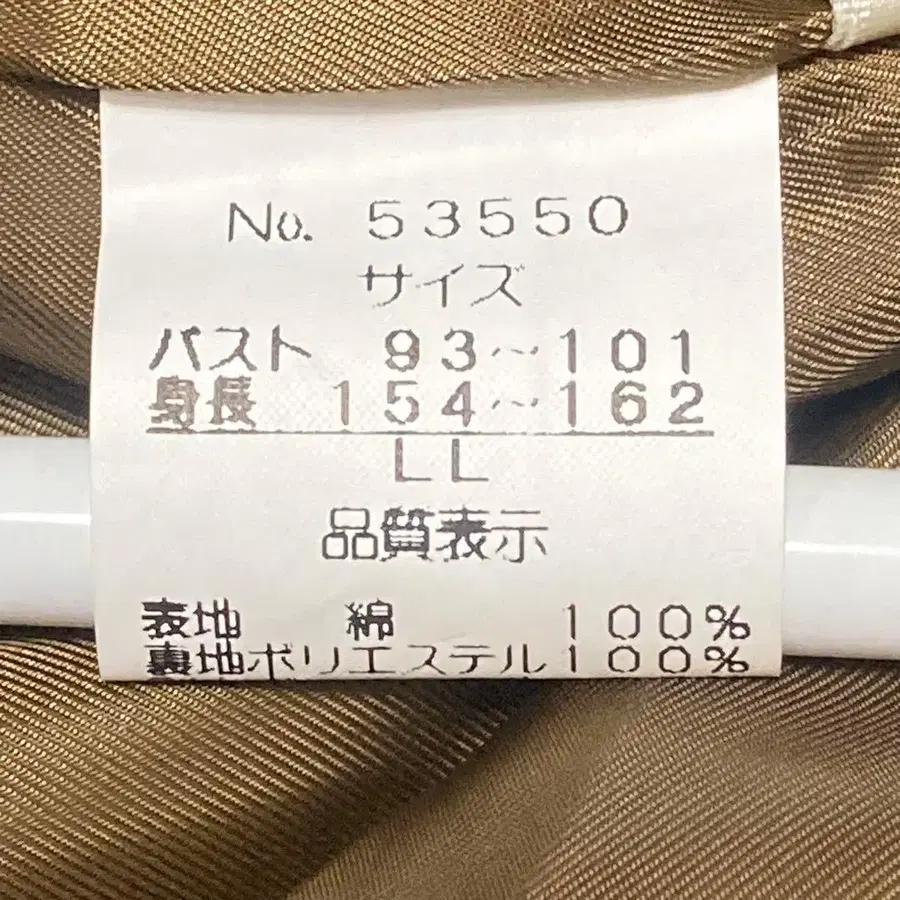 No. 53550
サイズ
バスト 93~101
身長 154~162
LL
品質表示
表地 綿 100%
裏地ポリエステル100%